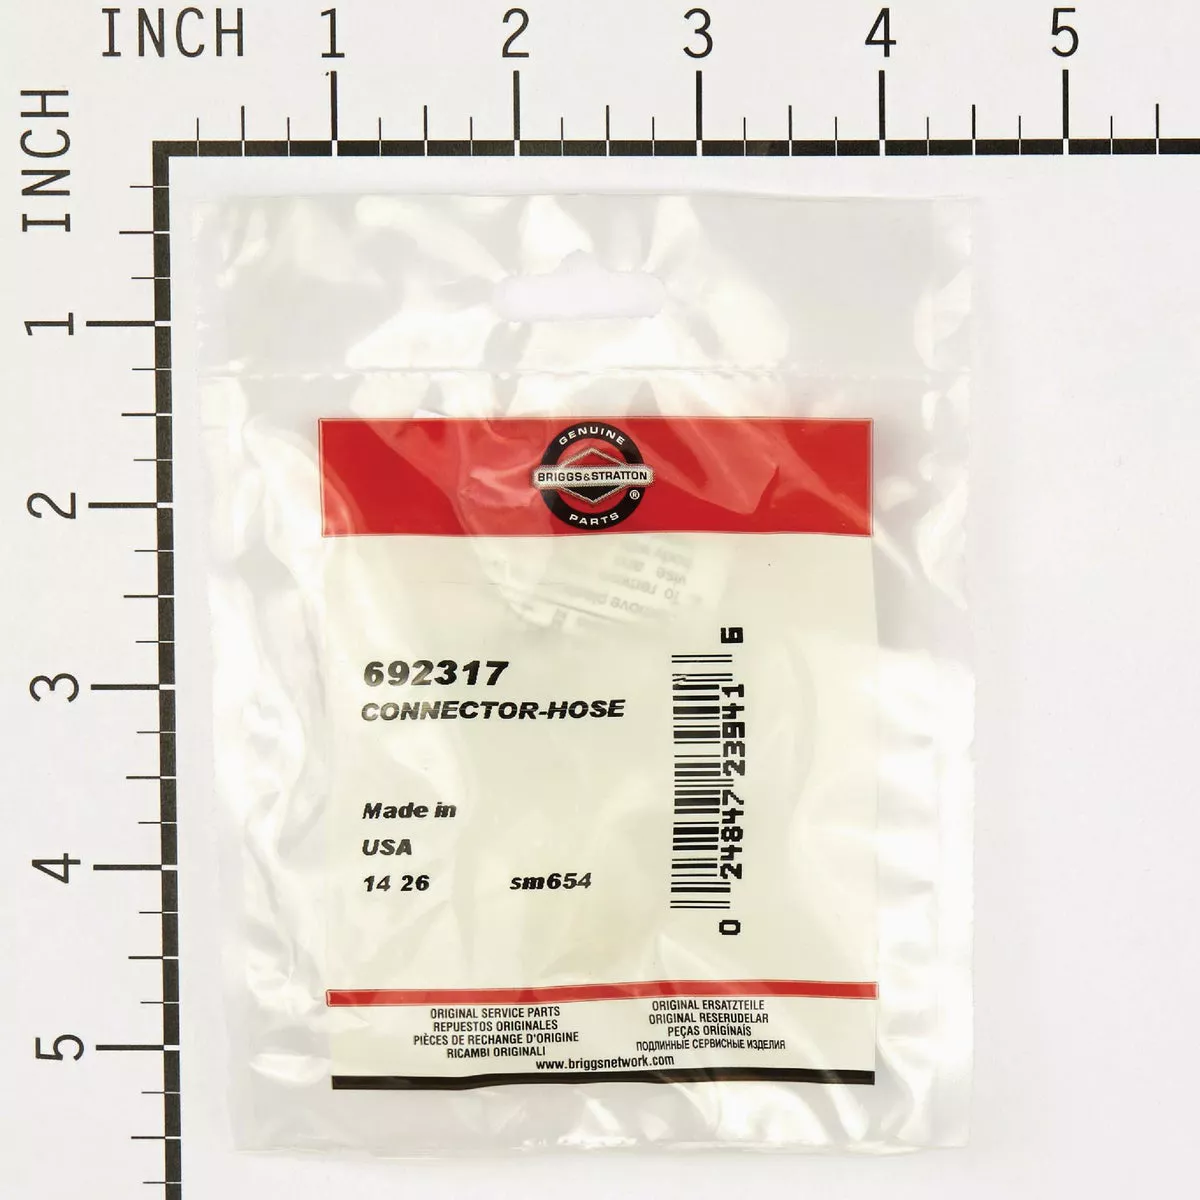 INCH 1 2 3 4 5
INCH 1 2 3 4 5
GENUINE
BRIGGS&STRATTON
®
PARTS
692317
CONNECTOR-HOSE
Made in
USA
14 26 sm654
0 24847 23941 6
ORIGINAL SERVICE PARTS
REPUESTOS ORIGINALES
PIÈCES DE RECHANGE D'ORIGINE
RICAMBI ORIGINALI
ORIGINAL ERSATZTEILE
ORIGINAL RESERUDELAR
PEÇAS ORIGINAIS
ПОДЛИННЫЕ СЕРВИСНЫЕ ИЗДЕЛИЯ
www.briggsnetwork.com